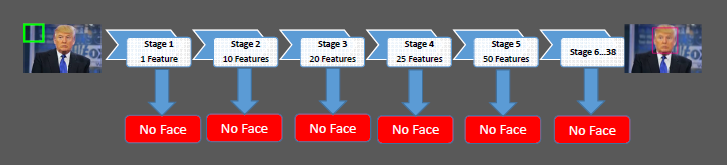 Stage 1
1 Feature
Stage 2
10 Features
Stage 3
20 Features
Stage 4
25 Features
Stage 5
50 Features
Stage 6...38
No Face
No Face
No Face
No Face
No Face
No Face